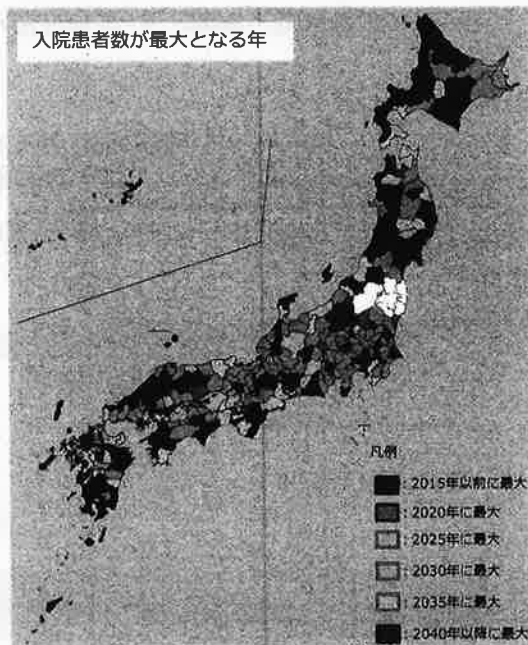 入院患者数が最大となる年
凡例
：2015年以前に最大
：2020年に最大
：2025年に最大
：2030年に最大
：2035年に最大
：2040年以降に最大